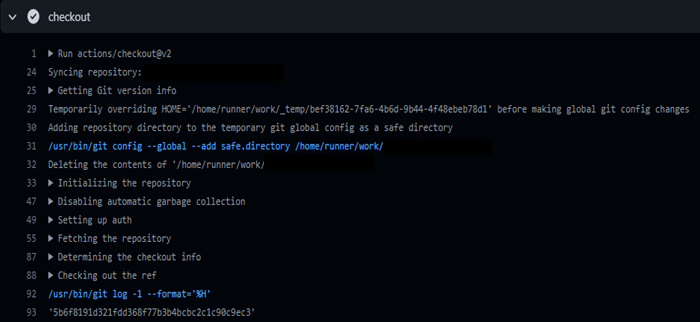 checkout
1 Run actions/checkout@v2
24 Syncing repository:
25 Getting Git version info
29 Temporarily overriding HOME='/home/runner/work/_temp/bef38162-7fa6-4b6d-9b44-4f48ebeb78d1' before making global git config changes
30 Adding repository directory to the temporary git global config as a safe directory
31 /usr/bin/git config --global --add safe.directory /home/runner/work/
32 Deleting the contents of '/home/runner/work/
33 Initializing the repository
47 Disabling automatic garbage collection
49 Setting up auth
55 Fetching the repository
87 Determining the checkout info
88 Checking out the ref
92 /usr/bin/git log -1 --format='%H'
93 '5b6f8191d321fdd368f77b3b4bcbc2c1c90c9ec3'